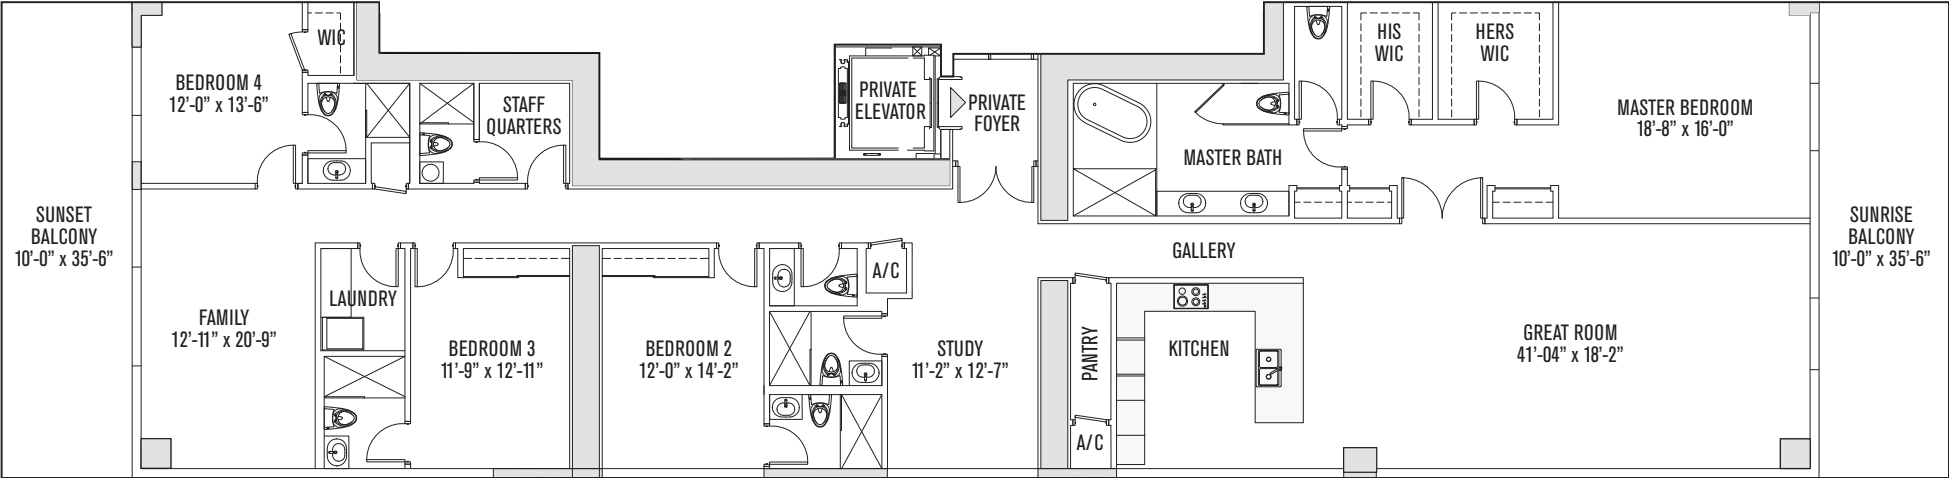 WIC
BEDROOM 4
12'-0” x 13'-6”
STAFF
QUARTERS
PRIVATE
ELEVATOR
PRIVATE
FOYER
HIS
WIC
HERS
WIC
MASTER BEDROOM
18'-8” x 16'-0”
MASTER BATH
SUNSET
BALCONY
10'-0” x 35'-6”
SUNRISE
BALCONY
10'-0” x 35'-6”
GALLERY
A/C
LAUNDRY
FAMILY
12'-11” x 20'-9”
BEDROOM 3
11'-9” x 12'-11”
BEDROOM 2
12'-0” x 14'-2”
STUDY
11'-2” x 12'-7”
PANTRY
KITCHEN
GREAT ROOM
41'-04” x 18'-2”
A/C